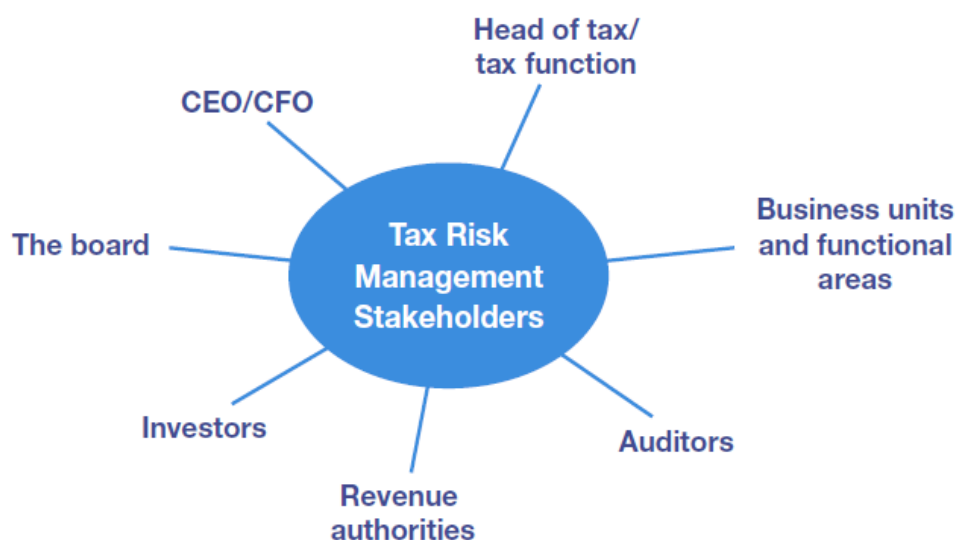 Head of tax/
tax function
CEO/CFO
Business units
and functional
areas
The board
Tax Risk
Management
Stakeholders
Investors
Auditors
Revenue
authorities